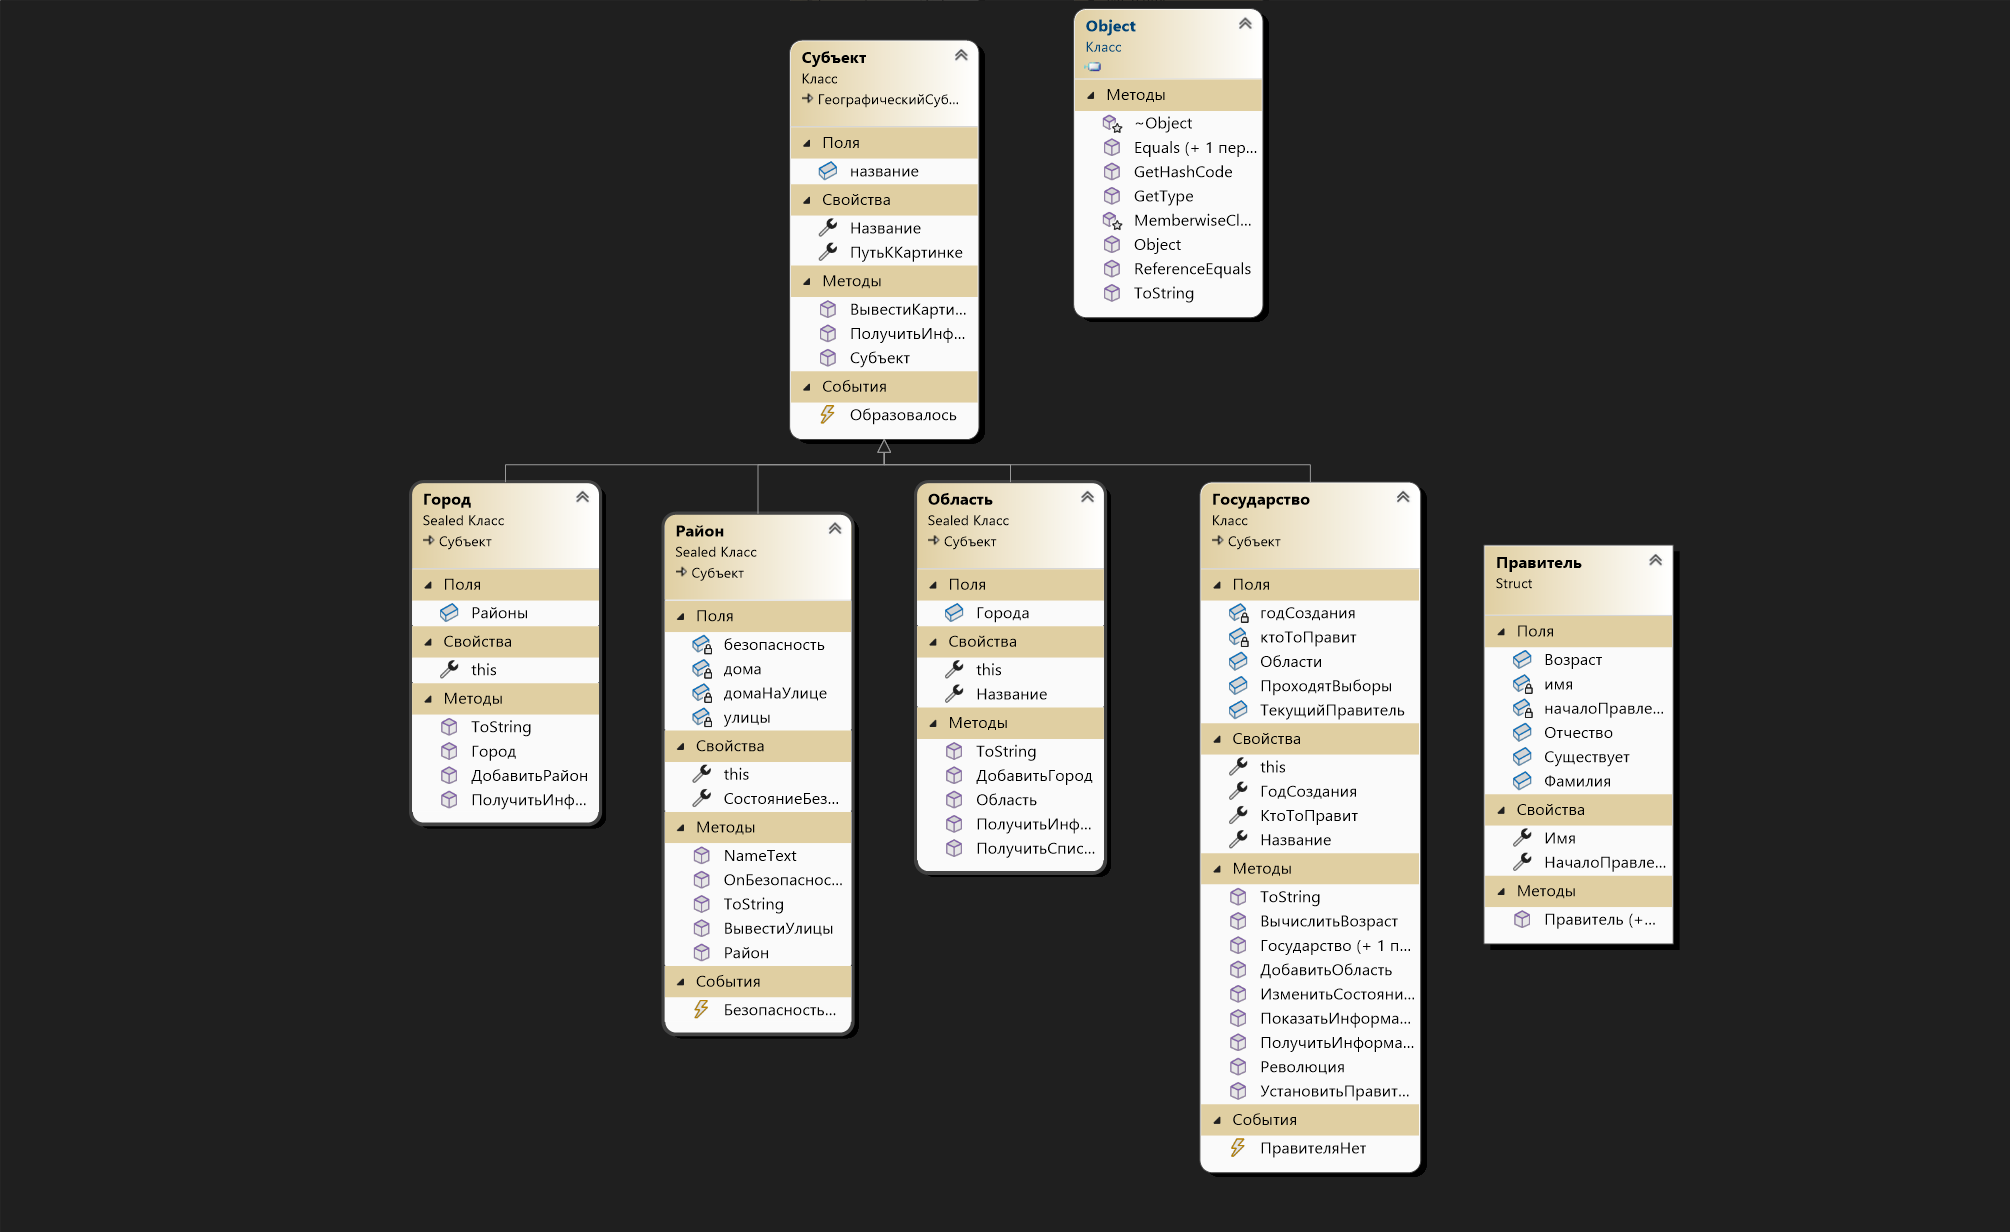 Субъект
Класс
ГеографическийСуб...
Поля
название
Свойства
Название
ПутьККартинке
Методы
ВывестиКарти...
ПолучитьИнф...
Субъект
События
Образовалось
Object
Класс
Методы
~Object
Equals (+ 1 пер...
GetHashCode
GetType
MemberwiseCl...
Object
ReferenceEquals
ToString
Город
Sealed Класс
Субъект
Поля
Районы
Свойства
this
Методы
ToString
Город
ДобавитьРайон
ПолучитьИнф...
Район
Sealed Класс
Субъект
Поля
безопасность
дома
домаНаУлице
улицы
Свойства
this
СостояниеБез...
Методы
NameText
OnБезопаснос...
ToString
ВывестиУлицы
Район
События
Безопасность...
Область
Sealed Класс
Субъект
Поля
Города
Свойства
this
Название
Методы
ToString
ДобавитьГород
Область
ПолучитьИнф...
ПолучитьСпис...
Государство
Класс
Субъект
Поля
годСоздания
ктоТоПравит
Области
ПроходятВыборы
ТекущийПравитель
Свойства
this
ГодСоздания
КтоТоПравит
Название
Методы
ToString
ВычислитьВозраст
Государство (+ 1 п...
ДобавитьОбласть
ИзменитьСостояни...
ПоказатьИнформа...
ПолучитьИнформа...
Революция
УстановитьПравит...
События
ПравителяНет
Правитель
Struct
Поля
Возраст
имя
началоПравле...
Отчество
Существует
Фамилия
Свойства
Имя
НачалоПравле...
Методы
Правитель (+...